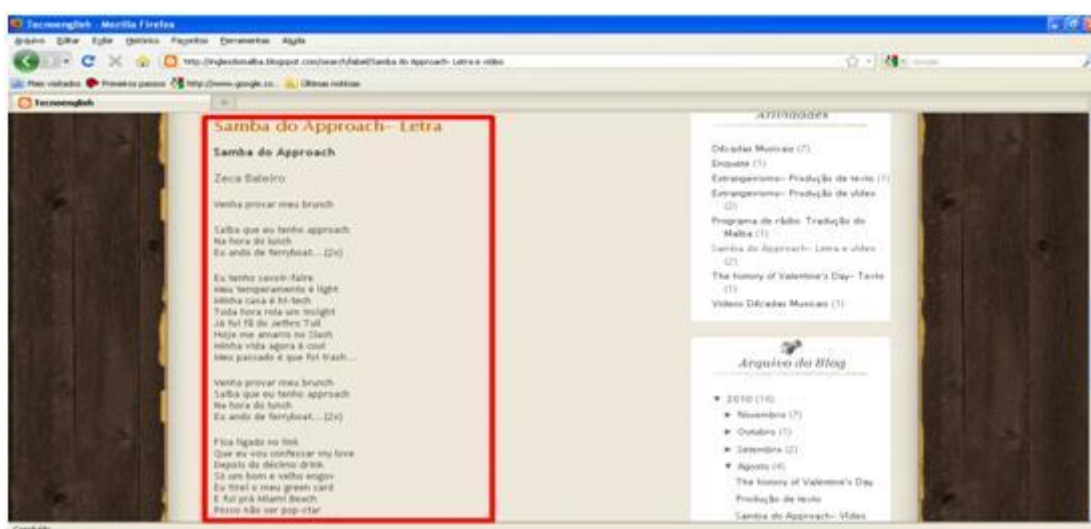 Tecnoenglish - Mozilla Firefox
Arquivo Editar Exibir Histórico Favoritos Ferramentas Ajuda
Mais visitados Primeiros passos http://www.google.co... Últimas notícias
Tecnoenglish
Samba do Approach- Letra
Samba do Approach
Zeca Baleiro
Venha provar meu brunch
Saiba que eu tenho approach
Na hora do lunch
Eu ando de ferryboat...(2x)
Eu tenho savoir-faire
Meu temperamento é light
Minha casa é hi-tech
Toda hora rola um insight
Já fui fã do Jethro Tull
Hoje me amarro no Slash
Minha vida agora é cool
Meu passado é que foi trash...
Venha provar meu brunch
Saiba que eu tenho approach
Na hora do lunch
Eu ando de ferryboat...(2x)
Fica ligado no link
Que eu vou confessar my love
Depois do décimo drink
Só um bom e velho engov
Eu tirei o meu green card
E fui prá Miami Beach
Posso não ser pop-star
Atividades
Décadas Musicais (7)
Enquete (1)
Estrangeirismo- Produção de texto (1)
Estrangeirismo- Produção de vídeo
(2)
Programa de rádio: Tradução do
Malba (1)
Samba do Approach- Letra e vídeo
(2)
The history of Valentine's Day- Texto
(1)
Vídeos Décadas Musicais (1)
Arquivo do Blog
▼ 2010 (16)
► Novembro (7)
► Outubro (1)
► Setembro (2)
▼ Agosto (4)
The history of Valentine's Day
Produção de texto
Samba do Approach- Vídeo